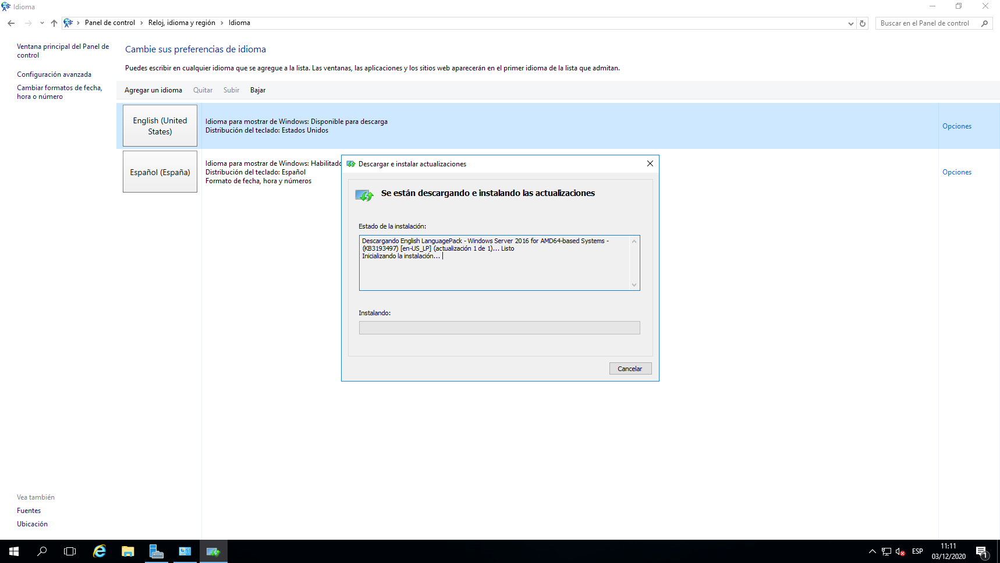 Idioma
Panel de control
Reloj, idioma y región
Idioma
Buscar en el Panel de control
Ventana principal del Panel de
control
Configuración avanzada
Cambiar formatos de fecha,
hora o número
Cambie sus preferencias de idioma
Puedes escribir en cualquier idioma que se agregue a la lista. Las ventanas, las aplicaciones y los sitios web aparecerán en el primer idioma de la lista que admitan.
Agregar un idioma
Quitar
Subir
Bajar
English (United
States)
Idioma para mostrar de Windows: Disponible para descarga
Distribución del teclado: Estados Unidos
Opciones
Español (España)
Idioma para mostrar de Windows: Habilitado
Distribución del teclado: Español
Formato de fecha, hora y números
Opciones
Descargar e instalar actualizaciones
Se están descargando e instalando las actualizaciones
Estado de la instalación:
Descargando English LanguagePack - Windows Server 2016 for AMD64-based Systems -
(KB3193497) [en-US_LP] (actualización 1 de 1)... Listo
Inicializando la instalación...
Instalando:
Cancelar
Vea también
Fuentes
Ubicación
ESP
11:11
03/12/2020
1